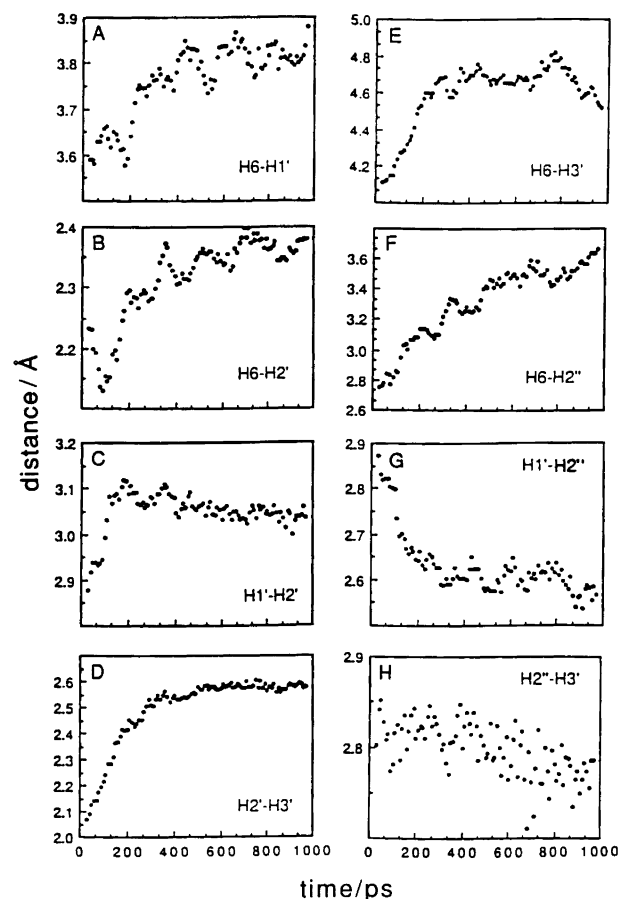 A
3.9
3.8
3.7
3.6
H6-H1'
E
5.0
4.8
4.6
4.4
4.2
H6-H3'
B
2.4
2.3
2.2
H6-H2'
F
3.6
3.4
3.2
3.0
2.8
2.6
H6-H2"
C
3.2
3.1
3.0
2.9
H1'-H2'
G
2.9
2.8
2.7
2.6
H1'-H2"
D
2.6
2.5
2.4
2.3
2.2
2.1
2.0
H2'-H3'
0 200 400 600 800 1000
H
2.9
2.8
H2"-H3'
0 200 400 600 800 1000
distance/ Å
time/ps